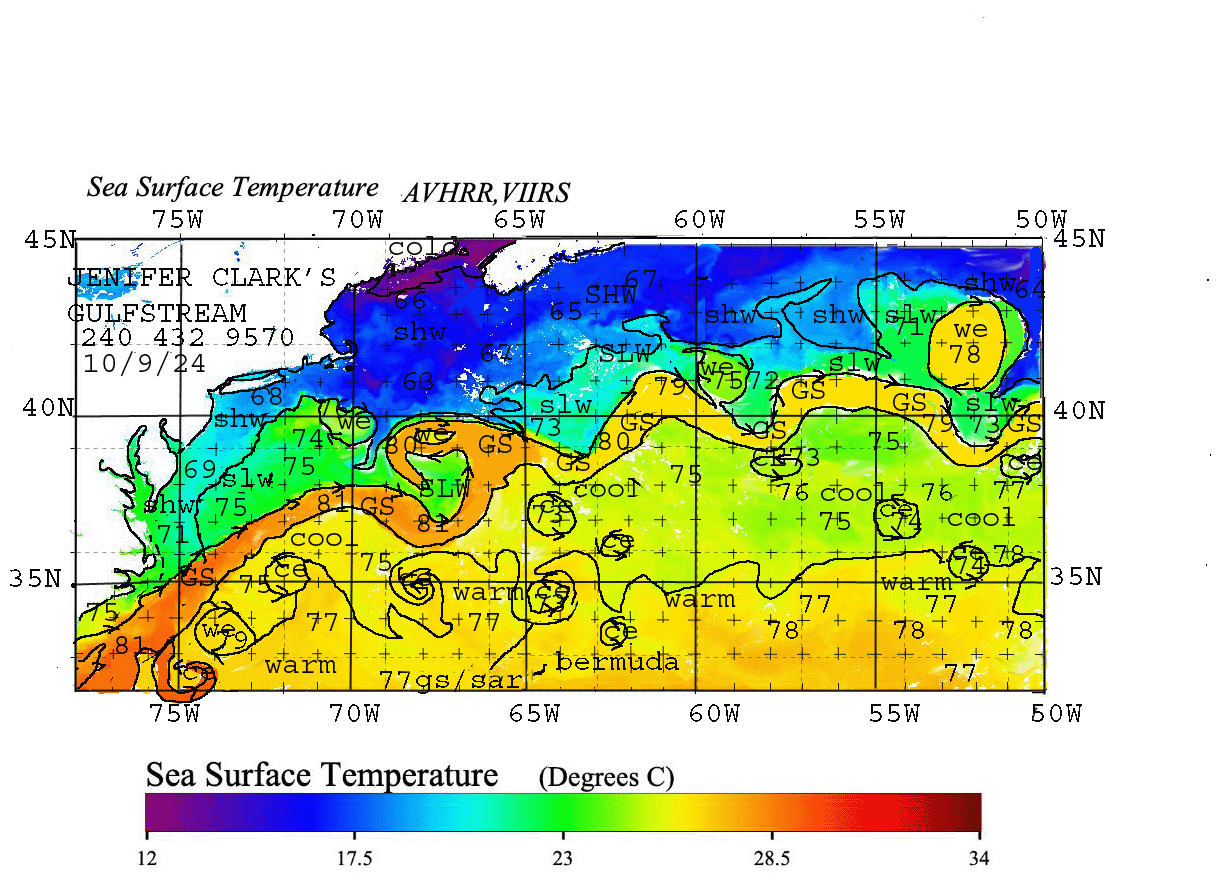 Sea Surface Temperature AVHRR,VIIRS
75W 70W 65W 60W 55W 50W
45N cold 45N
JENIFER CLARK'S 67 shw 64
66 SHW
GULFSTREAM 65 shw shw slw
240 432 9570 shw 71 we
10/9/24 67 SLW slw 78
63 we 75 72
68 79 GS GS
40N shw 76 we slw slw 40N
74 80 we GS 73 GS GS 79 73 GS
75 80 GS 75 ce
69 slw SLW GS 75 ce 73
shw 75 81 GS cool 76 cool 76 77
71 81 ce 73 75 ce 74 cool
cool ce ce 78
35N GS 75 ce 75 ce 74 35N
75 warm ce 73 warm warm
77 77 77 77
81 we 79 ce 78 78 78
ce warm bermuda 77
77gs/sar
75W 70W 65W 60W 55W 50W
Sea Surface Temperature (Degrees C)
12 17.5 23 28.5 34